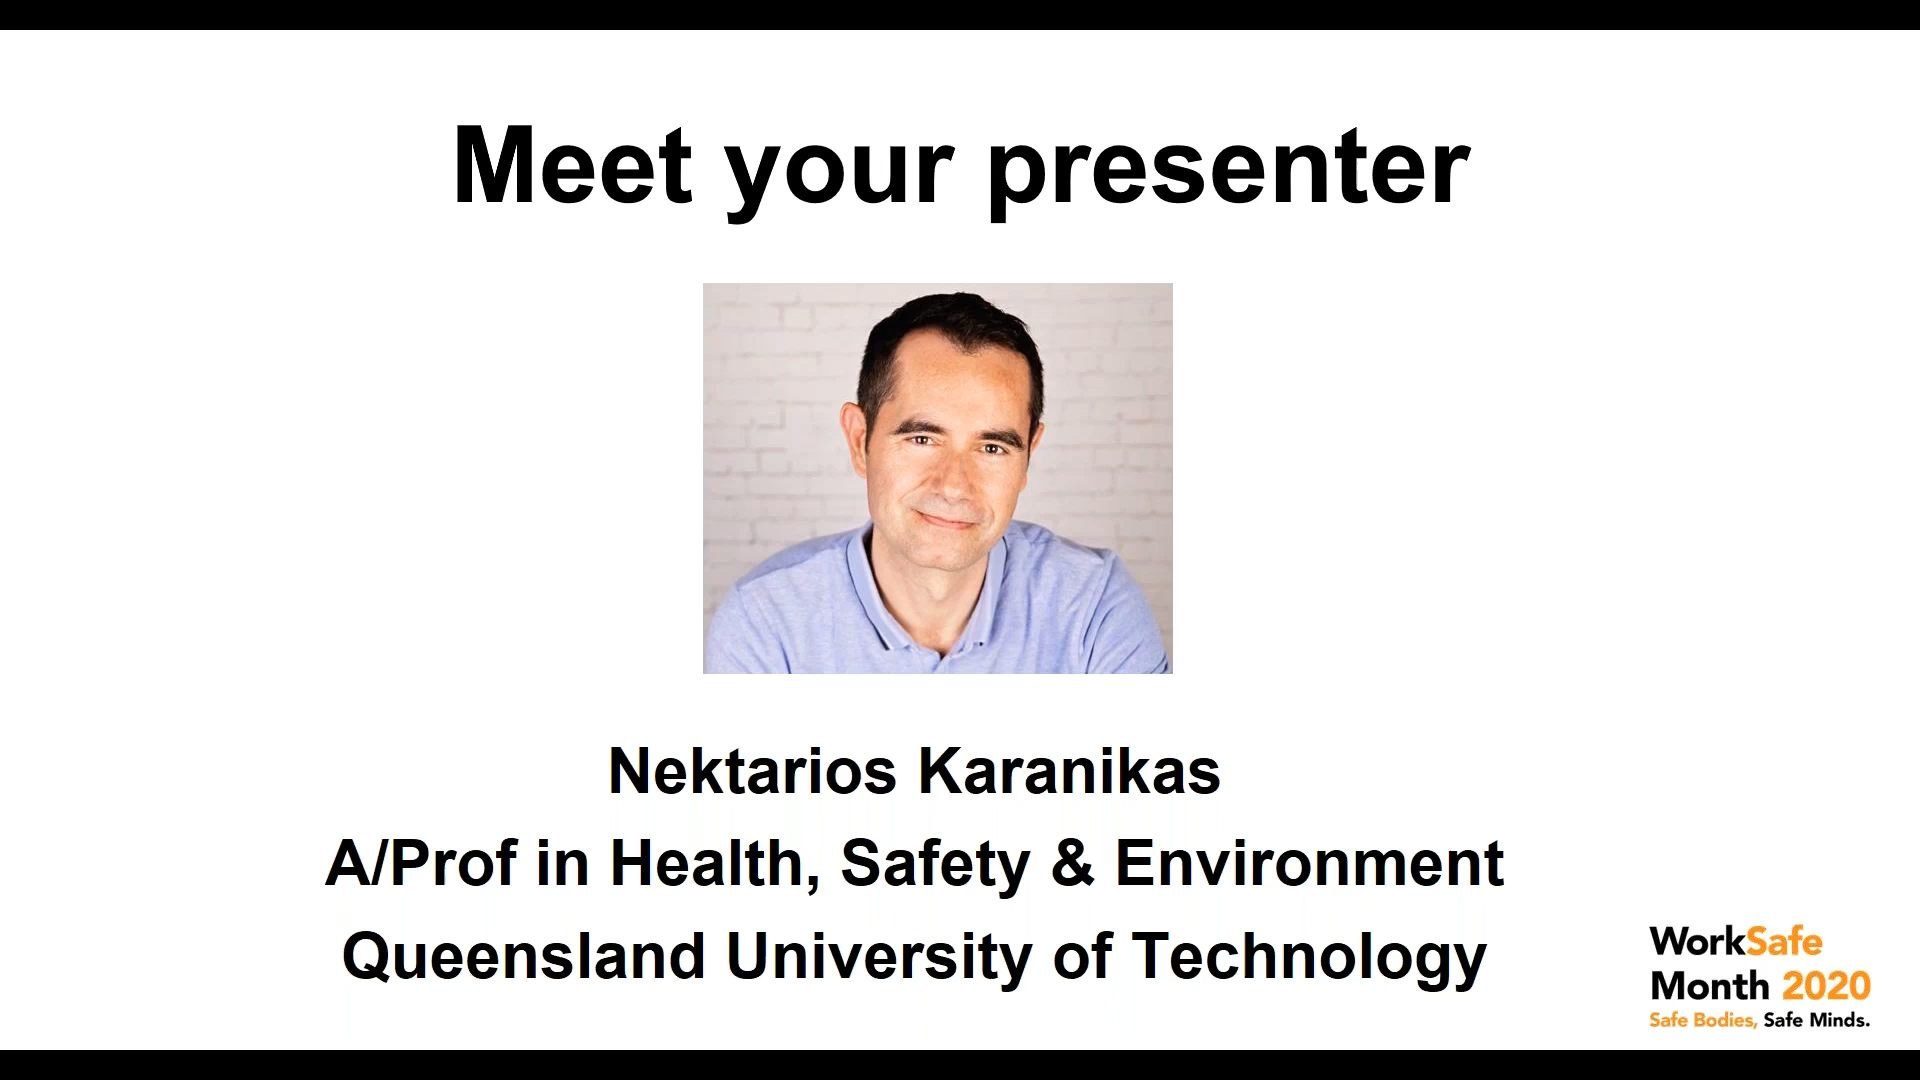 Meet your presenter
Nektarios Karanikas
A/Prof in Health, Safety & Environment
Queensland University of Technology
WorkSafe
Month 2020
Safe Bodies, Safe Minds.